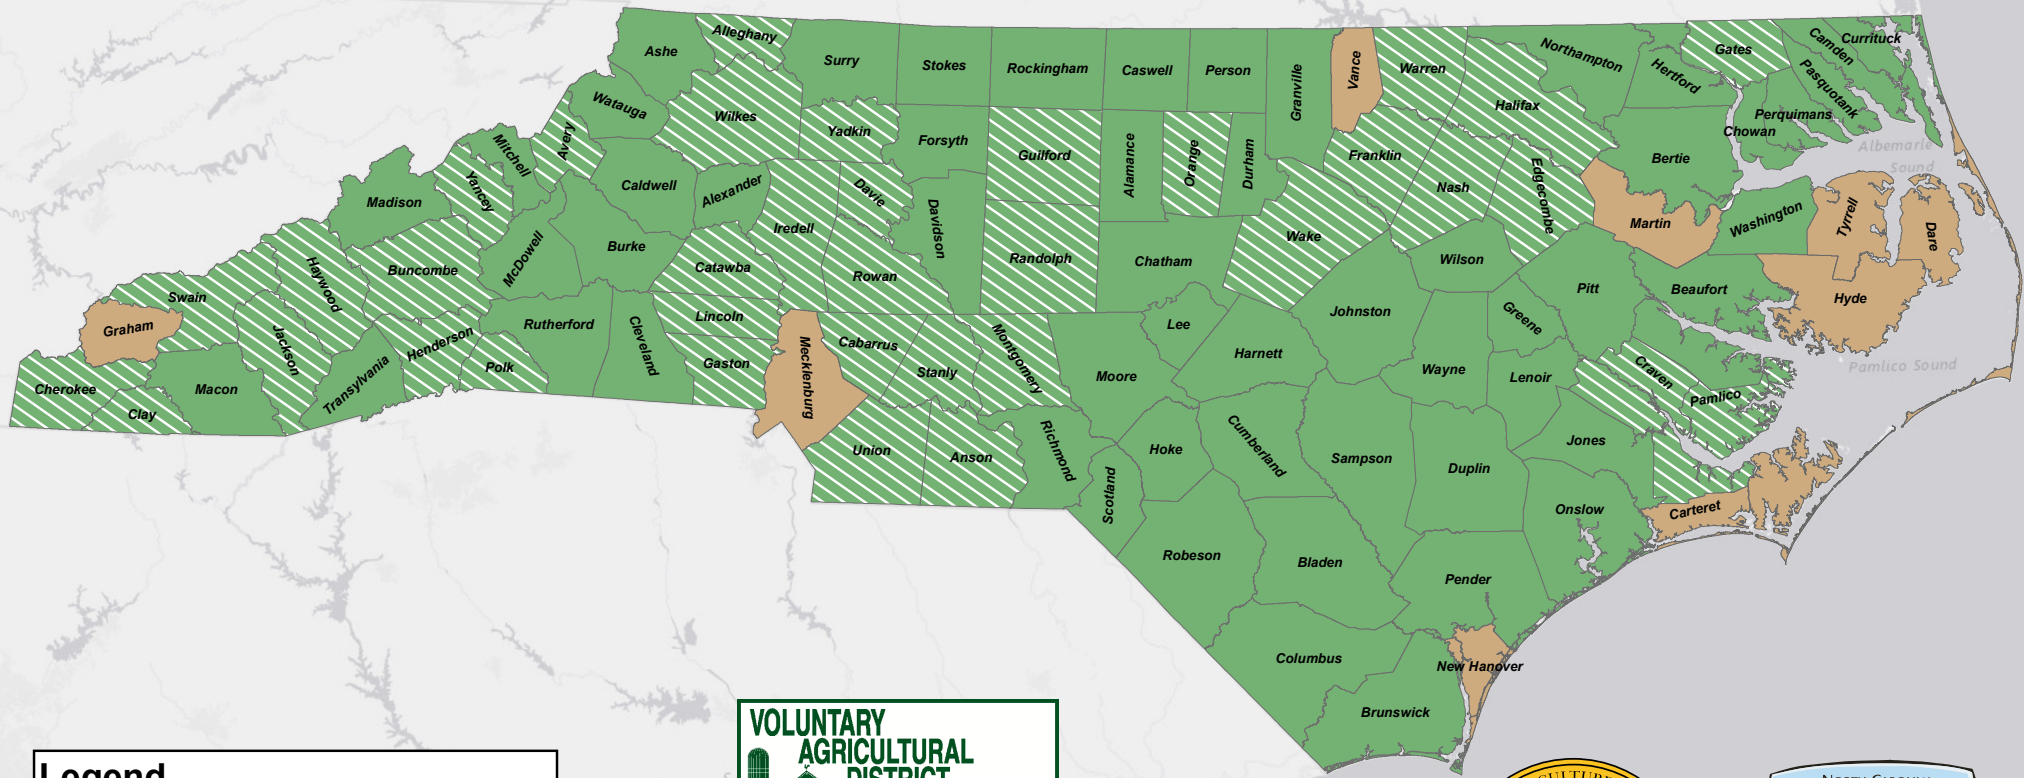 Alleghany
Ashe
Surry
Stokes
Rockingham
Caswell
Person
Granville
Vance
Warren
Halifax
Northampton
Hertford
Gates
Camden
Currituck
Pasquotank
Perquimans
Chowan
Bertie
Albemarle
Sound
Watauga
Wilkes
Yadkin
Forsyth
Guilford
Alamance
Orange
Durham
Franklin
Nash
Edgecombe
Martin
Washington
Tyrrell
Dare
Mitchell
Avery
Yancey
Madison
Caldwell
Alexander
Iredell
Davie
Davidson
Randolph
Chatham
Wake
Wilson
Pitt
Beaufort
Hyde
Pamlico Sound
Haywood
Buncombe
McDowell
Burke
Catawba
Rowan
Swain
Graham
Jackson
Henderson
Polk
Rutherford
Cleveland
Lincoln
Gaston
Mecklenburg
Cabarrus
Stanly
Montgomery
Moore
Lee
Harnett
Johnston
Wayne
Greene
Lenoir
Craven
Pamlico
Cherokee
Clay
Macon
Transylvania
Union
Anson
Richmond
Scotland
Hoke
Cumberland
Sampson
Duplin
Jones
Onslow
Carteret
Robeson
Bladen
Pender
Columbus
New Hanover
Brunswick
Legend
VOLUNTARY
AGRICULTURAL
DISTRICT
CULTURE
NORTH CAROLINA